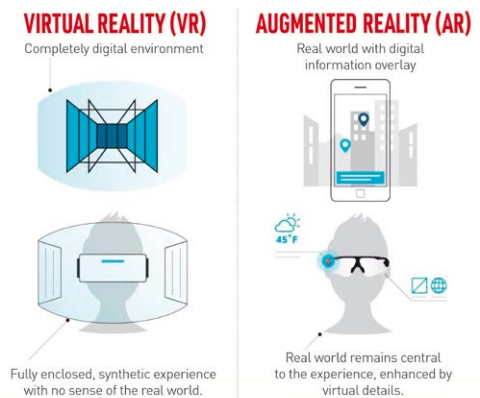 VIRTUAL REALITY (VR)
Completely digital environment
Fully enclosed, synthetic experience
with no sense of the real world.
AUGMENTED REALITY (AR)
Real world with digital
information overlay
45°F
Real world remains central
to the experience, enhanced by
virtual details.